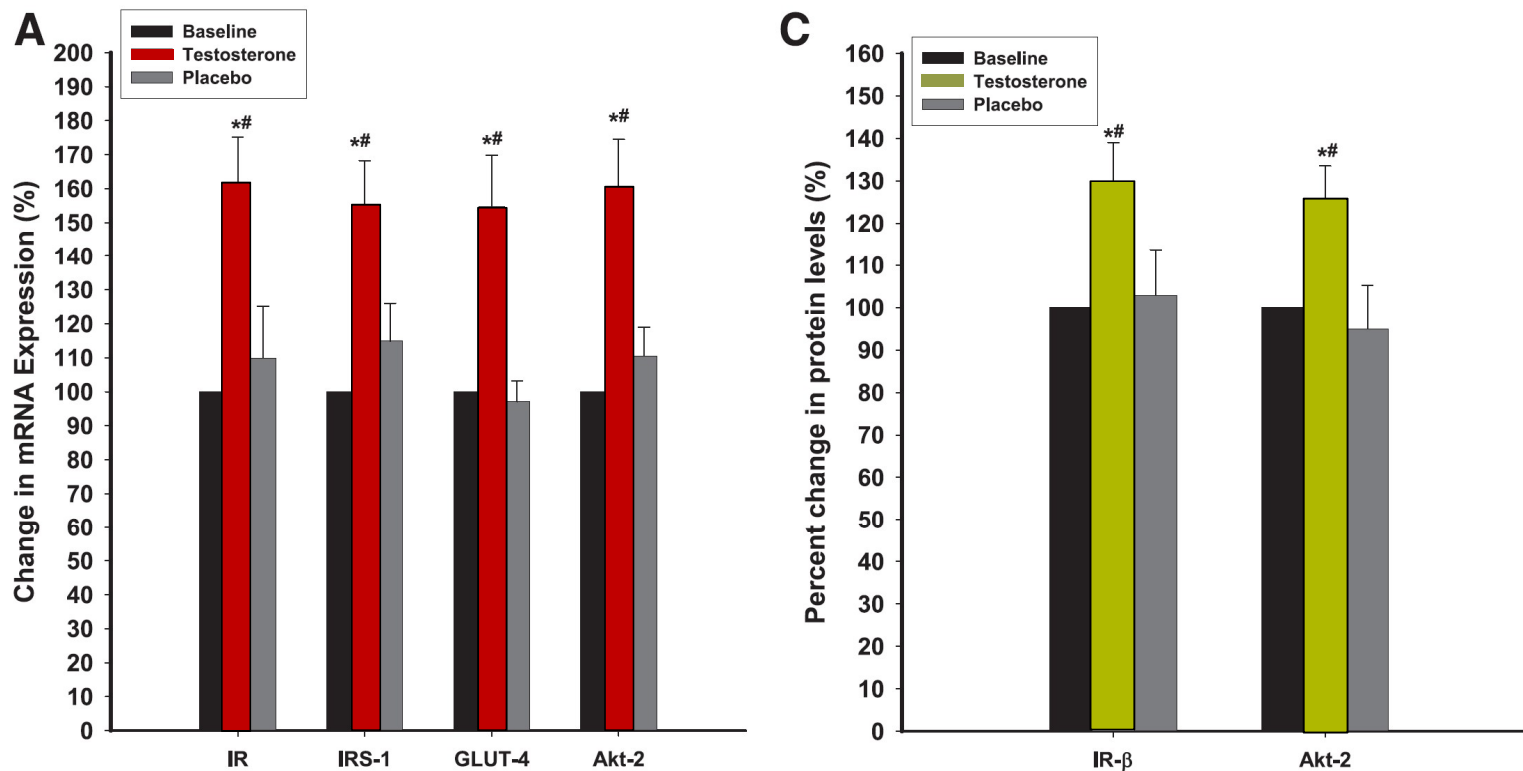 A
Baseline
Testosterone
Placebo
Change in mRNA Expression (%)
200
190
180
170
160
150
140
130
120
110
100
90
80
70
60
50
40
30
20
10
0
*#
*#
*#
*#
IR
IRS-1
GLUT-4
Akt-2
C
Baseline
Testosterone
Placebo
Percent change in protein levels (%)
160
150
140
130
120
110
100
90
80
70
60
50
40
30
20
10
0
*#
*#
IR-β
Akt-2